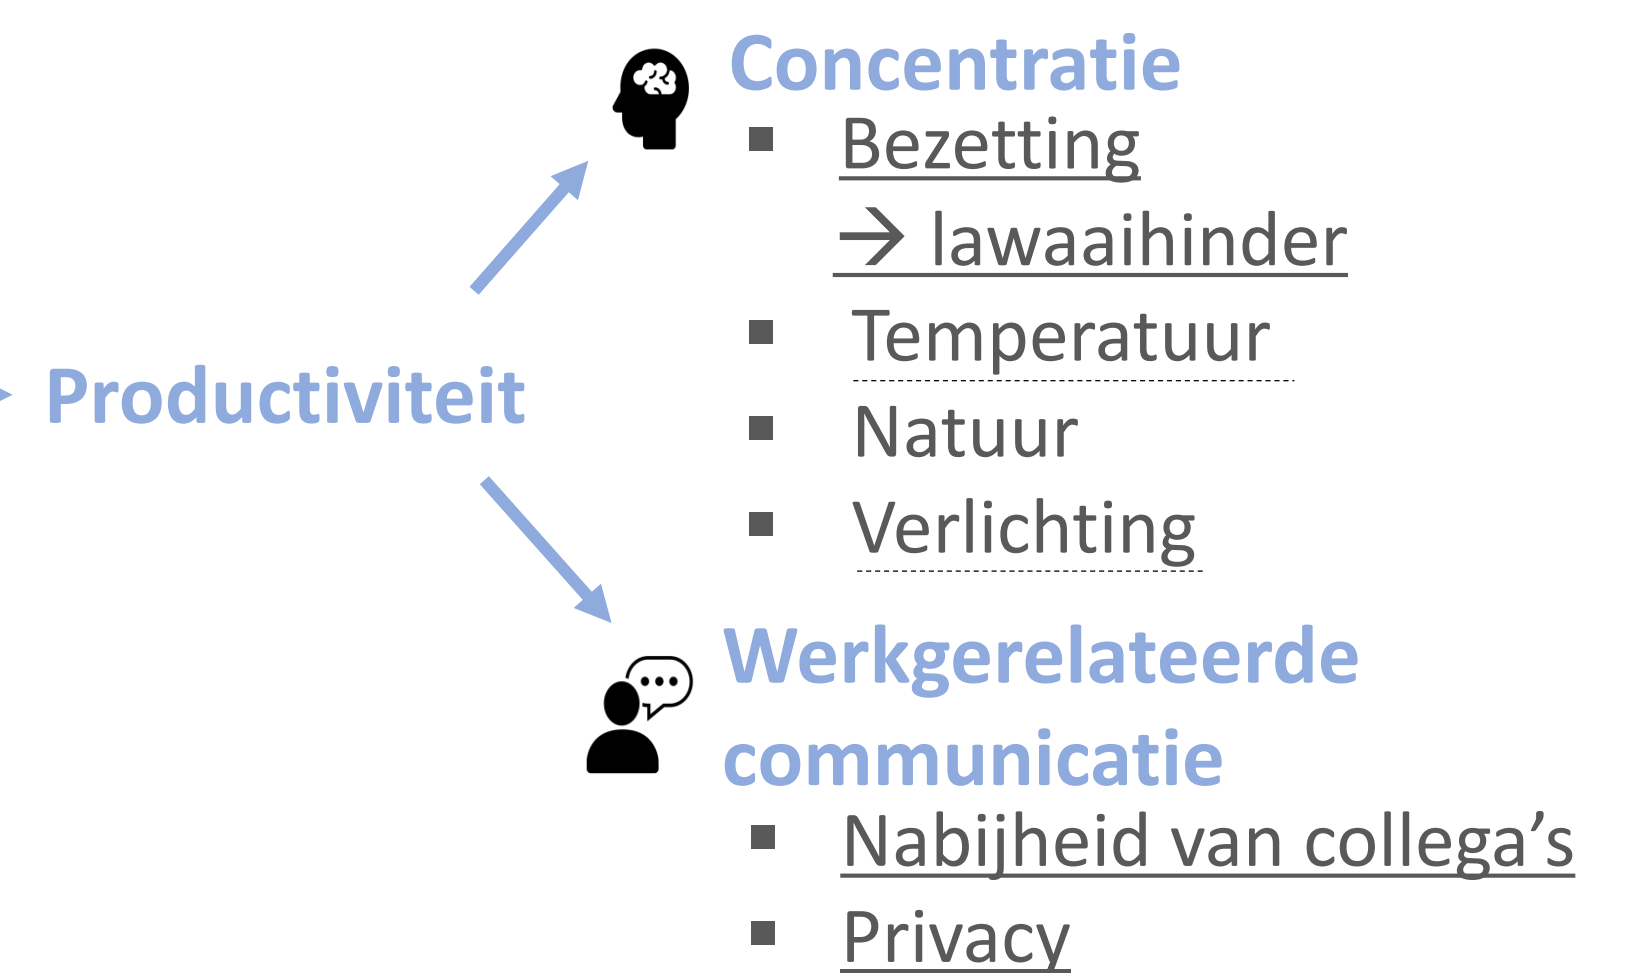 Concentratie
▪ Bezetting
→ lawaaihinder
▪ Temperatuur
Productiviteit
▪ Natuur
▪ Verlichting
Werkgerelateerde
communicatie
▪ Nabijheid van collega’s
▪ Privacy